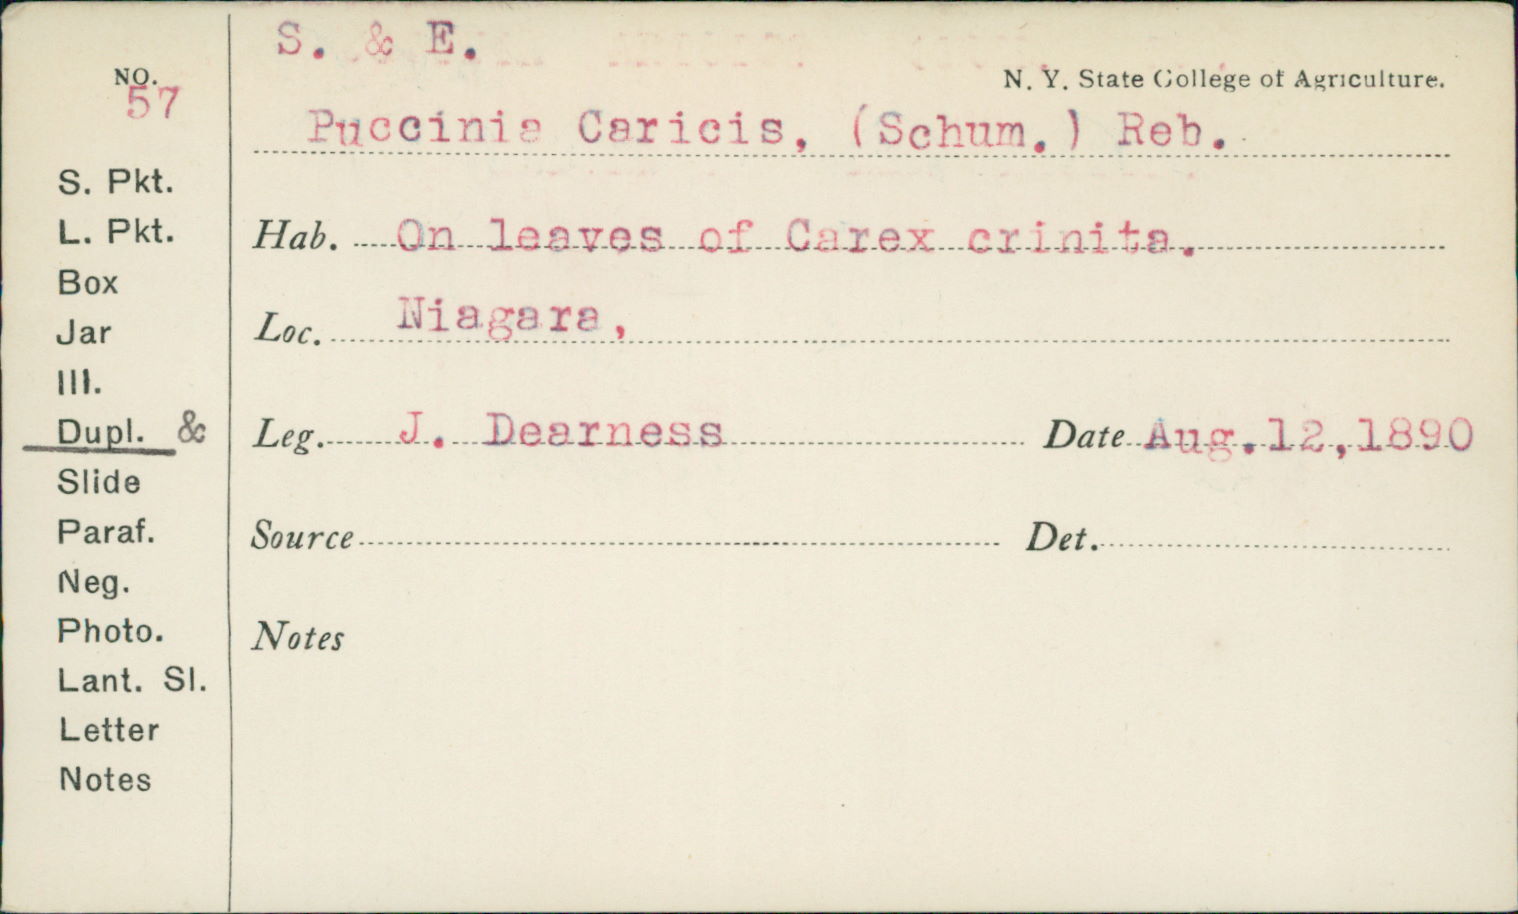 S. & E.
NO.
57
N. Y. State College of Agriculture.
Puccinia Caricis, (Schum.) Reb.
S. Pkt.
L. Pkt.
Hab. On leaves of Carex crinita.
Box
Loc. Niagara,
Jar
Ill.
Dupl. &
Leg. J. Dearness Date Aug.12,1890
Slide
Paraf.
Source Det.
Neg.
Photo.
Notes
Lant. Sl.
Letter
Notes